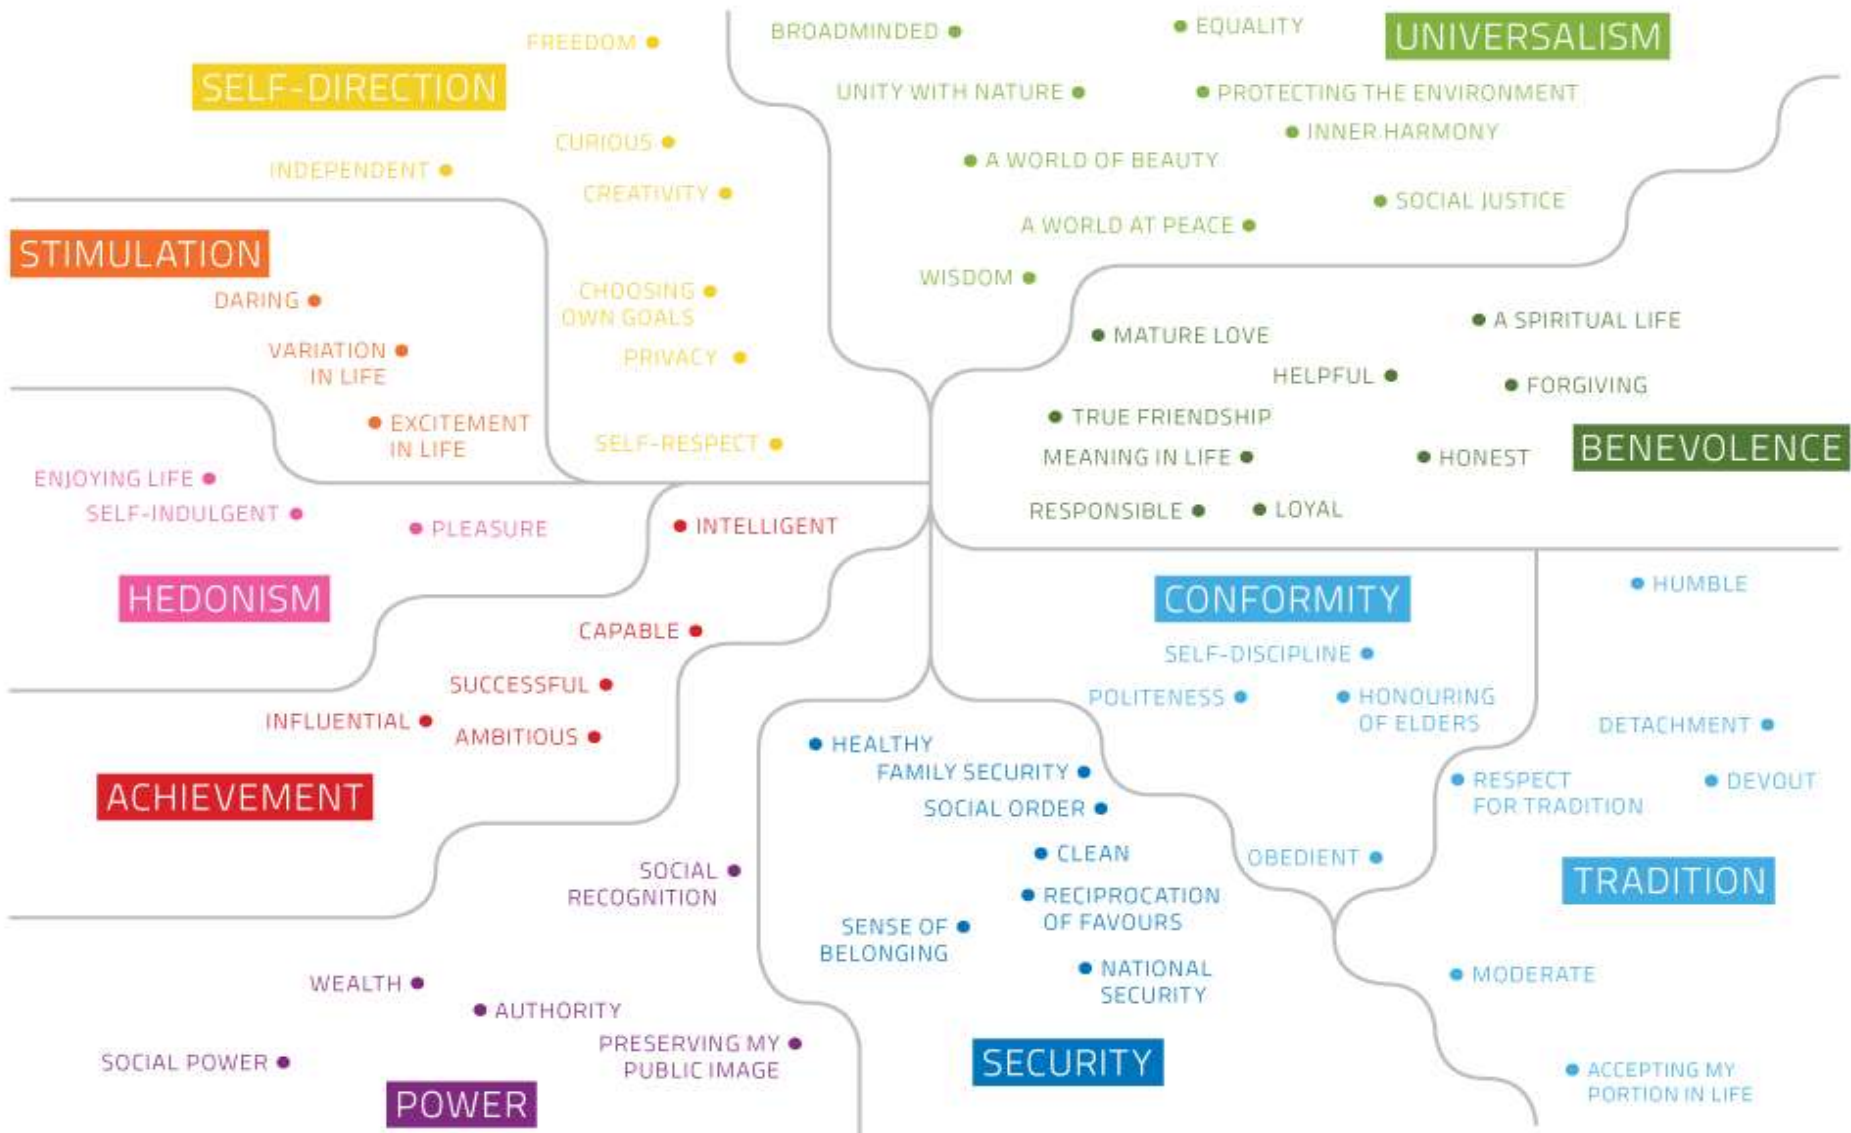 SELF-DIRECTION
FREEDOM
CURIOUS
INDEPENDENT
CREATIVITY
CHOOSING
OWN GOALS
PRIVACY
SELF-RESPECT
UNIVERSALISM
BROADMINDED
EQUALITY
UNITY WITH NATURE
PROTECTING THE ENVIRONMENT
INNER HARMONY
A WORLD OF BEAUTY
SOCIAL JUSTICE
A WORLD AT PEACE
WISDOM
STIMULATION
DARING
VARIATION
IN LIFE
EXCITEMENT
IN LIFE
BENEVOLENCE
A SPIRITUAL LIFE
MATURE LOVE
HELPFUL
FORGIVING
TRUE FRIENDSHIP
MEANING IN LIFE
HONEST
RESPONSIBLE
LOYAL
ENJOYING LIFE
SELF-INDULGENT
PLEASURE
HEDONISM
INTELLIGENT
CAPABLE
SUCCESSFUL
INFLUENTIAL
AMBITIOUS
ACHIEVEMENT
CONFORMITY
SELF-DISCIPLINE
POLITENESS
HONOURING
OF ELDERS
OBEDIENT
HUMBLE
DETACHMENT
RESPECT
FOR TRADITION
DEVOUT
TRADITION
MODERATE
ACCEPTING MY
PORTION IN LIFE
HEALTHY
FAMILY SECURITY
SOCIAL ORDER
CLEAN
RECIPROCATION
OF FAVOURS
SENSE OF
BELONGING
NATIONAL
SECURITY
SECURITY
SOCIAL
RECOGNITION
WEALTH
AUTHORITY
PRESERVING MY
PUBLIC IMAGE
SOCIAL POWER
POWER